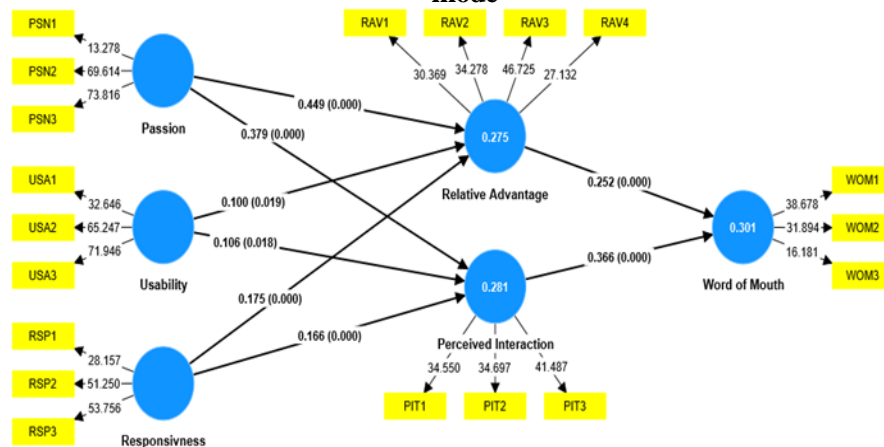 mode
PSN1
PSN2
PSN3
13.278
69.614
73.816
Passion
USA1
USA2
USA3
32.646
65.247
71.946
Usability
RSP1
RSP2
RSP3
28.157
51.250
53.756
Responsivness
0.449 (0.000)
0.379 (0.000)
0.100 (0.019)
0.106 (0.018)
0.175 (0.000)
0.166 (0.000)
RAV1
RAV2
RAV3
RAV4
30.369
34.278
46.725
27.132
0.275
Relative Advantage
0.281
Perceived Interaction
34.550
34.697
41.487
PIT1
PIT2
PIT3
0.252 (0.000)
0.366 (0.000)
0.301
Word of Mouth
38.678
31.894
16.181
WOM1
WOM2
WOM3